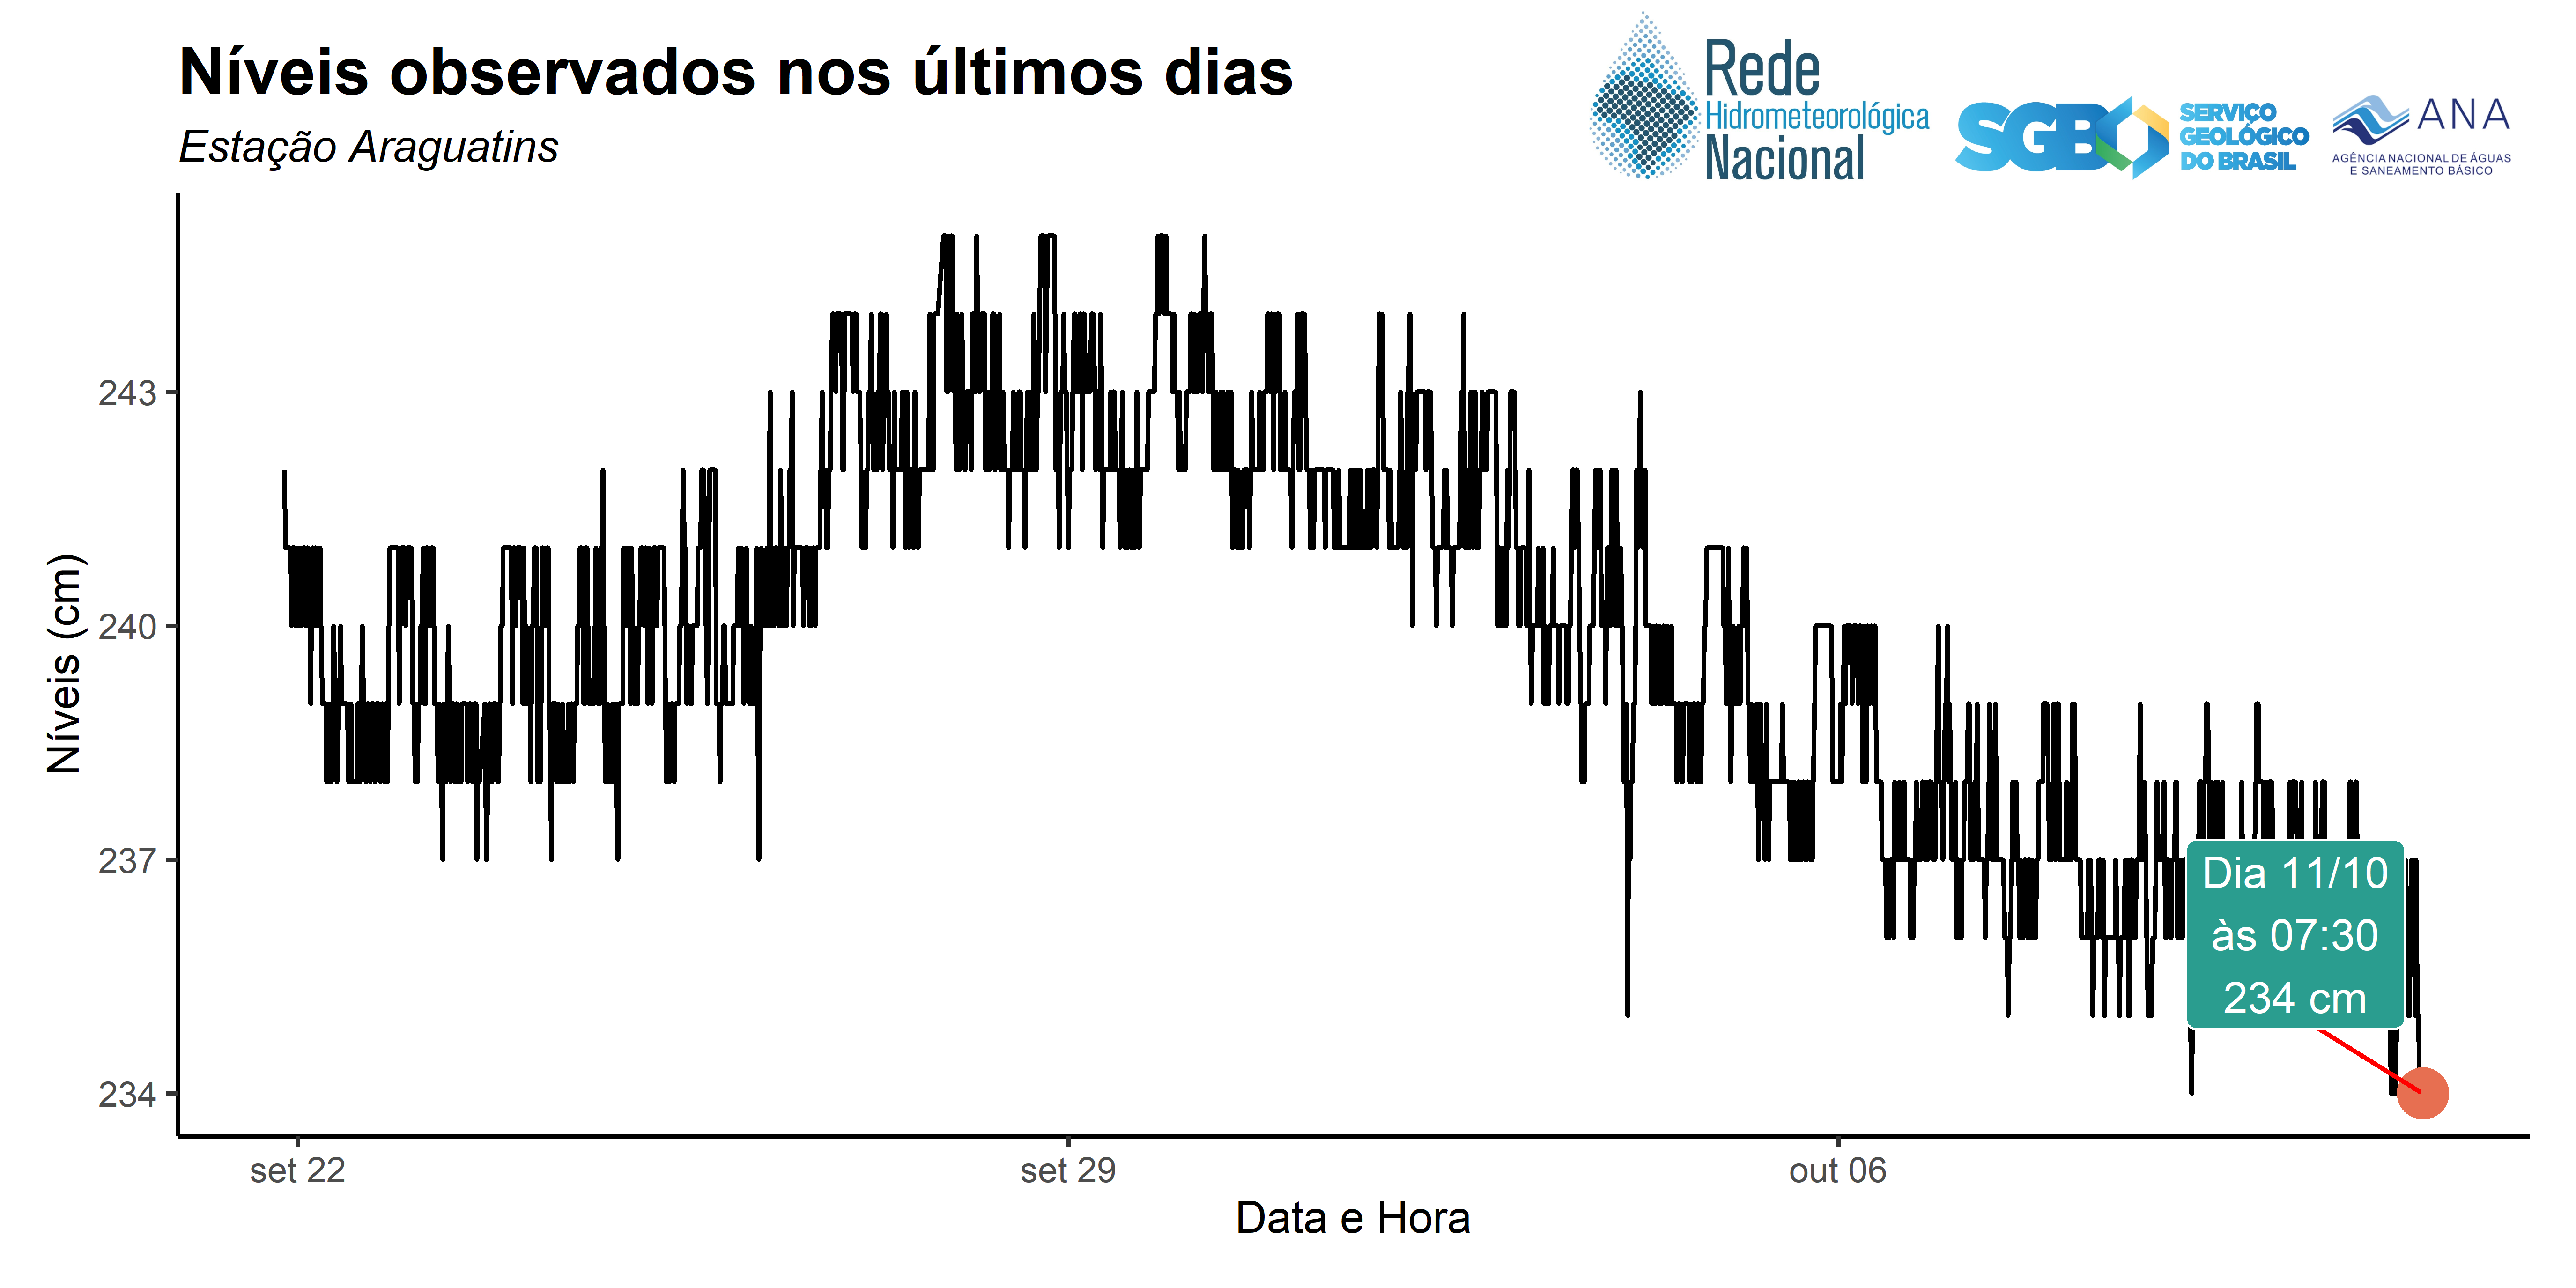 Níveis observados nos últimos dias
Estação Araguatins
Rede
Hidrometeorológica
Nacional
SGB
SERVIÇO
GEOLÓGICO
DO BRASIL
ANA
AGÊNCIA NACIONAL DE ÁGUAS
E SANEAMENTO BÁSICO
Níveis (cm)
243
240
237
234
Dia 11/10
às 07:30
234 cm
set 22
set 29
out 06
Data e Hora